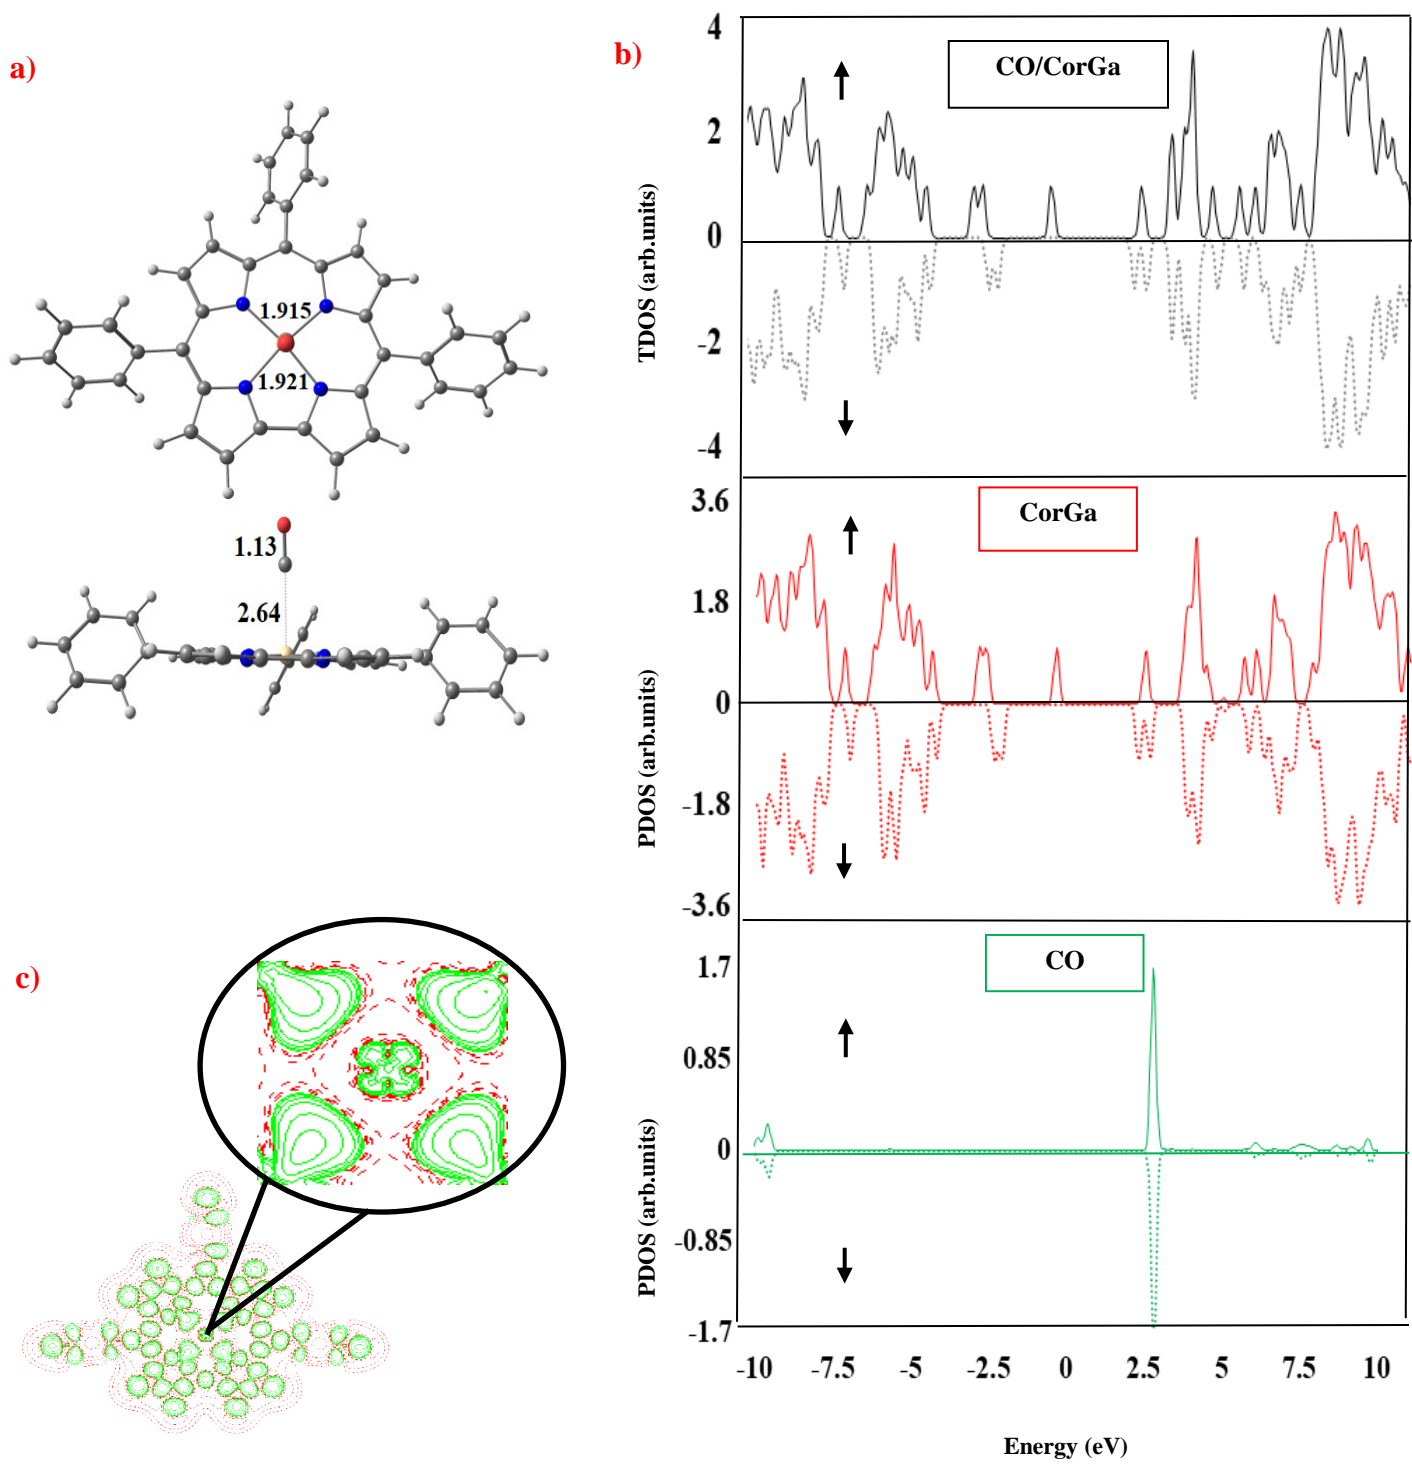 a)
1.915
1.921
1.13
2.64
b)
CO/CorGa
TDOS (arb.units)
4
2
0
-2
-4
CorGa
PDOS (arb.units)
3.6
1.8
0
-1.8
-3.6
CO
PDOS (arb.units)
1.7
0.85
0
-0.85
-1.7
-10 -7.5 -5 -2.5 0 2.5 5 7.5 10
Energy (eV)
c)